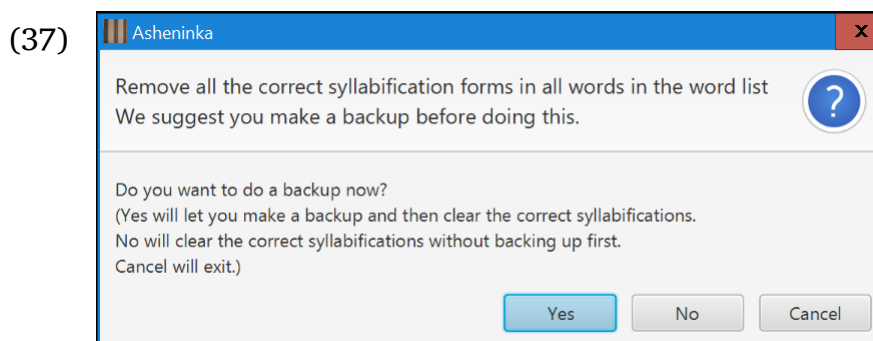 (37)
Asheninka
x
Remove all the correct syllabification forms in all words in the word list
We suggest you make a backup before doing this.
?
Do you want to do a backup now?
(Yes will let you make a backup and then clear the correct syllabifications.
No will clear the correct syllabifications without backing up first.
Cancel will exit.)
Yes No Cancel